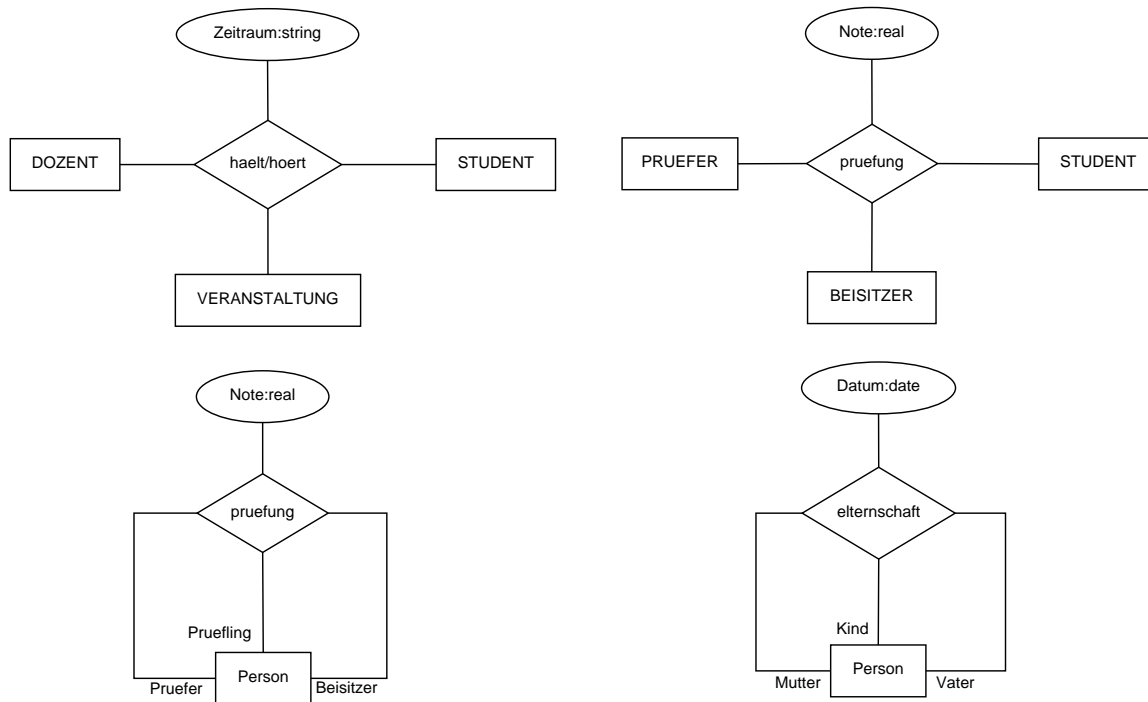 Zeitraum:string
DOZENT
haelt/hoert
STUDENT
VERANSTALTUNG
Note:real
PRUEFER
pruefung
STUDENT
BEISITZER
Note:real
pruefung
Pruefling
Person
Pruefer
Beisitzer
Datum:date
elternschaft
Kind
Person
Mutter
Vater